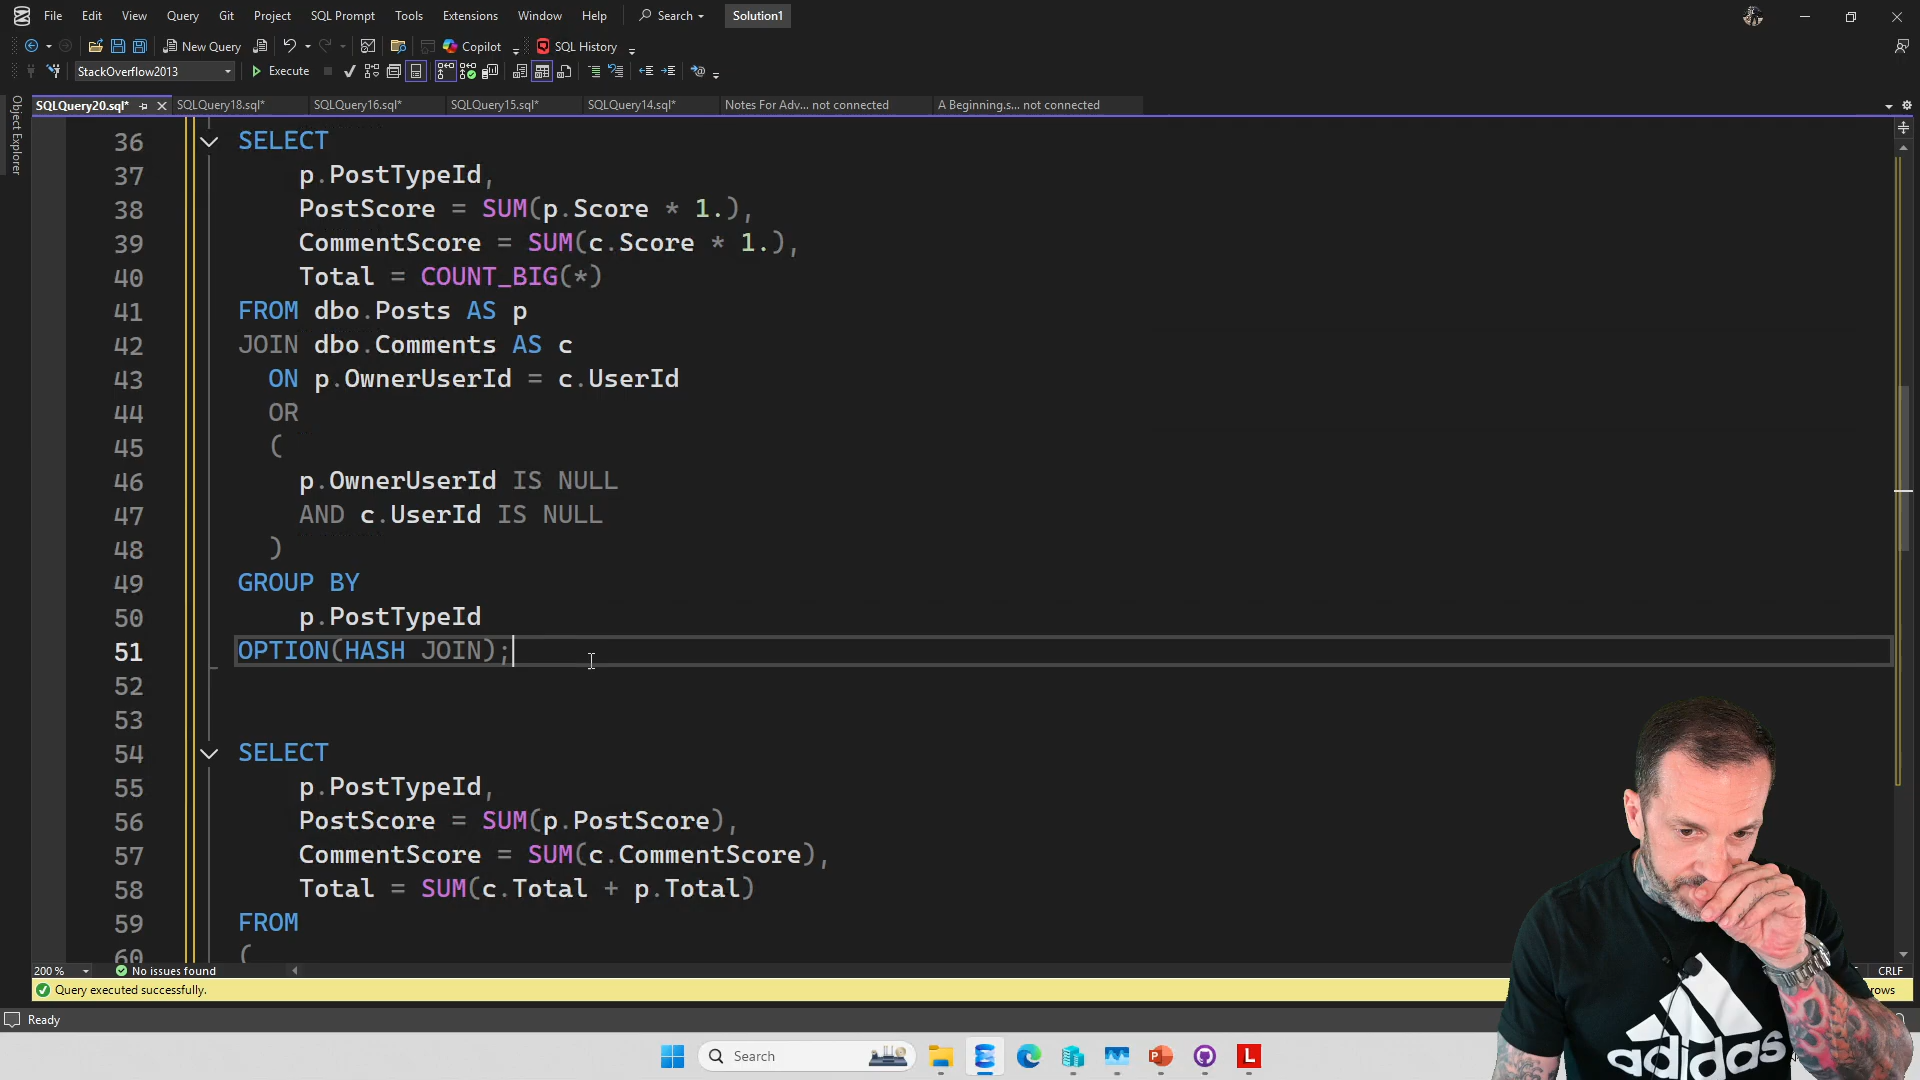 File Edit View Query Git Project SQL Prompt Tools Extensions Window Help Search Solution1
New Query Copilot SQL History
StackOverflow2013 Execute
SQLQuery20.sql* SQLQuery18.sql* SQLQuery16.sql* SQLQuery15.sql* SQLQuery14.sql* Notes For Adv... not connected A Beginning.s... not connected
Object Explorer
36 SELECT
37 p.PostTypeId,
38 PostScore = SUM(p.Score * 1.),
39 CommentScore = SUM(c.Score * 1.),
40 Total = COUNT_BIG(*)
41 FROM dbo.Posts AS p
42 JOIN dbo.Comments AS c
43 ON p.OwnerUserId = c.UserId
44 OR
45 (
46 p.OwnerUserId IS NULL
47 AND c.UserId IS NULL
48 )
49 GROUP BY
50 p.PostTypeId
51 OPTION(HASH JOIN);
52
53
54 SELECT
55 p.PostTypeId,
56 PostScore = SUM(p.PostScore),
57 CommentScore = SUM(c.CommentScore),
58 Total = SUM(c.Total + p.Total)
59 FROM
60 (
200 % No issues found CRLF
Query executed successfully. rows
Ready
Search
L
adidas